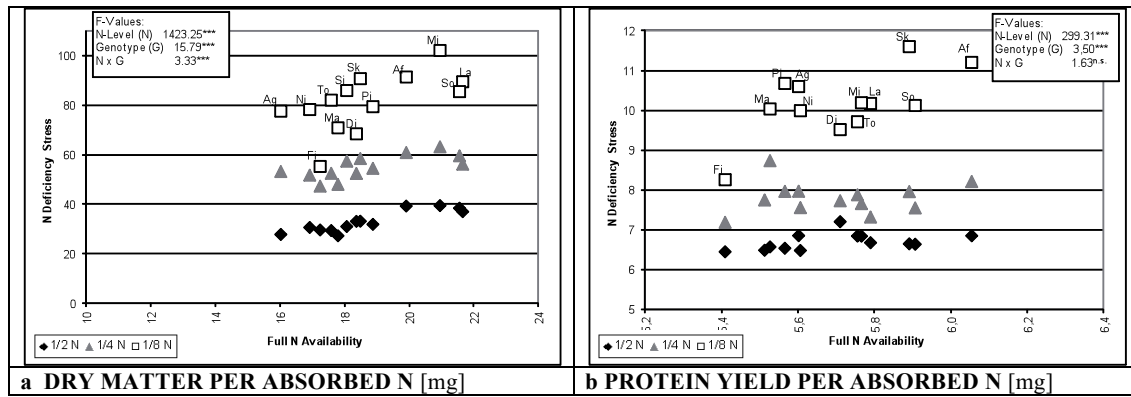 F-Values:
N-Level (N) 1423.25***
Genotype (G) 15.79***
N x G 3.33***
N Deficiency Stress
100
80
60
40
20
0
Mi
Sk
Af
La
Si
To
So
Ag
Ni
Pi
Ma
Di
Fi
10
12
14
16
18
20
22
24
Full N Availability
1/2 N 1/4 N 1/8 N
a DRY MATTER PER ABSORBED N [mg]
F-Values:
N-Level (N) 299.31***
Genotype (G) 3,50***
N x G 1.63n.s.
N Deficiency Stress
12
11
10
9
8
7
6
5
Sk
Af
Pi
Ag
Ma
Ni
Mi
La
So
Di
To
Fi
5,2
5,4
5,6
5,8
6,0
6,2
6,4
Full N Availability
1/2 N 1/4 N 1/8 N
b PROTEIN YIELD PER ABSORBED N [mg]